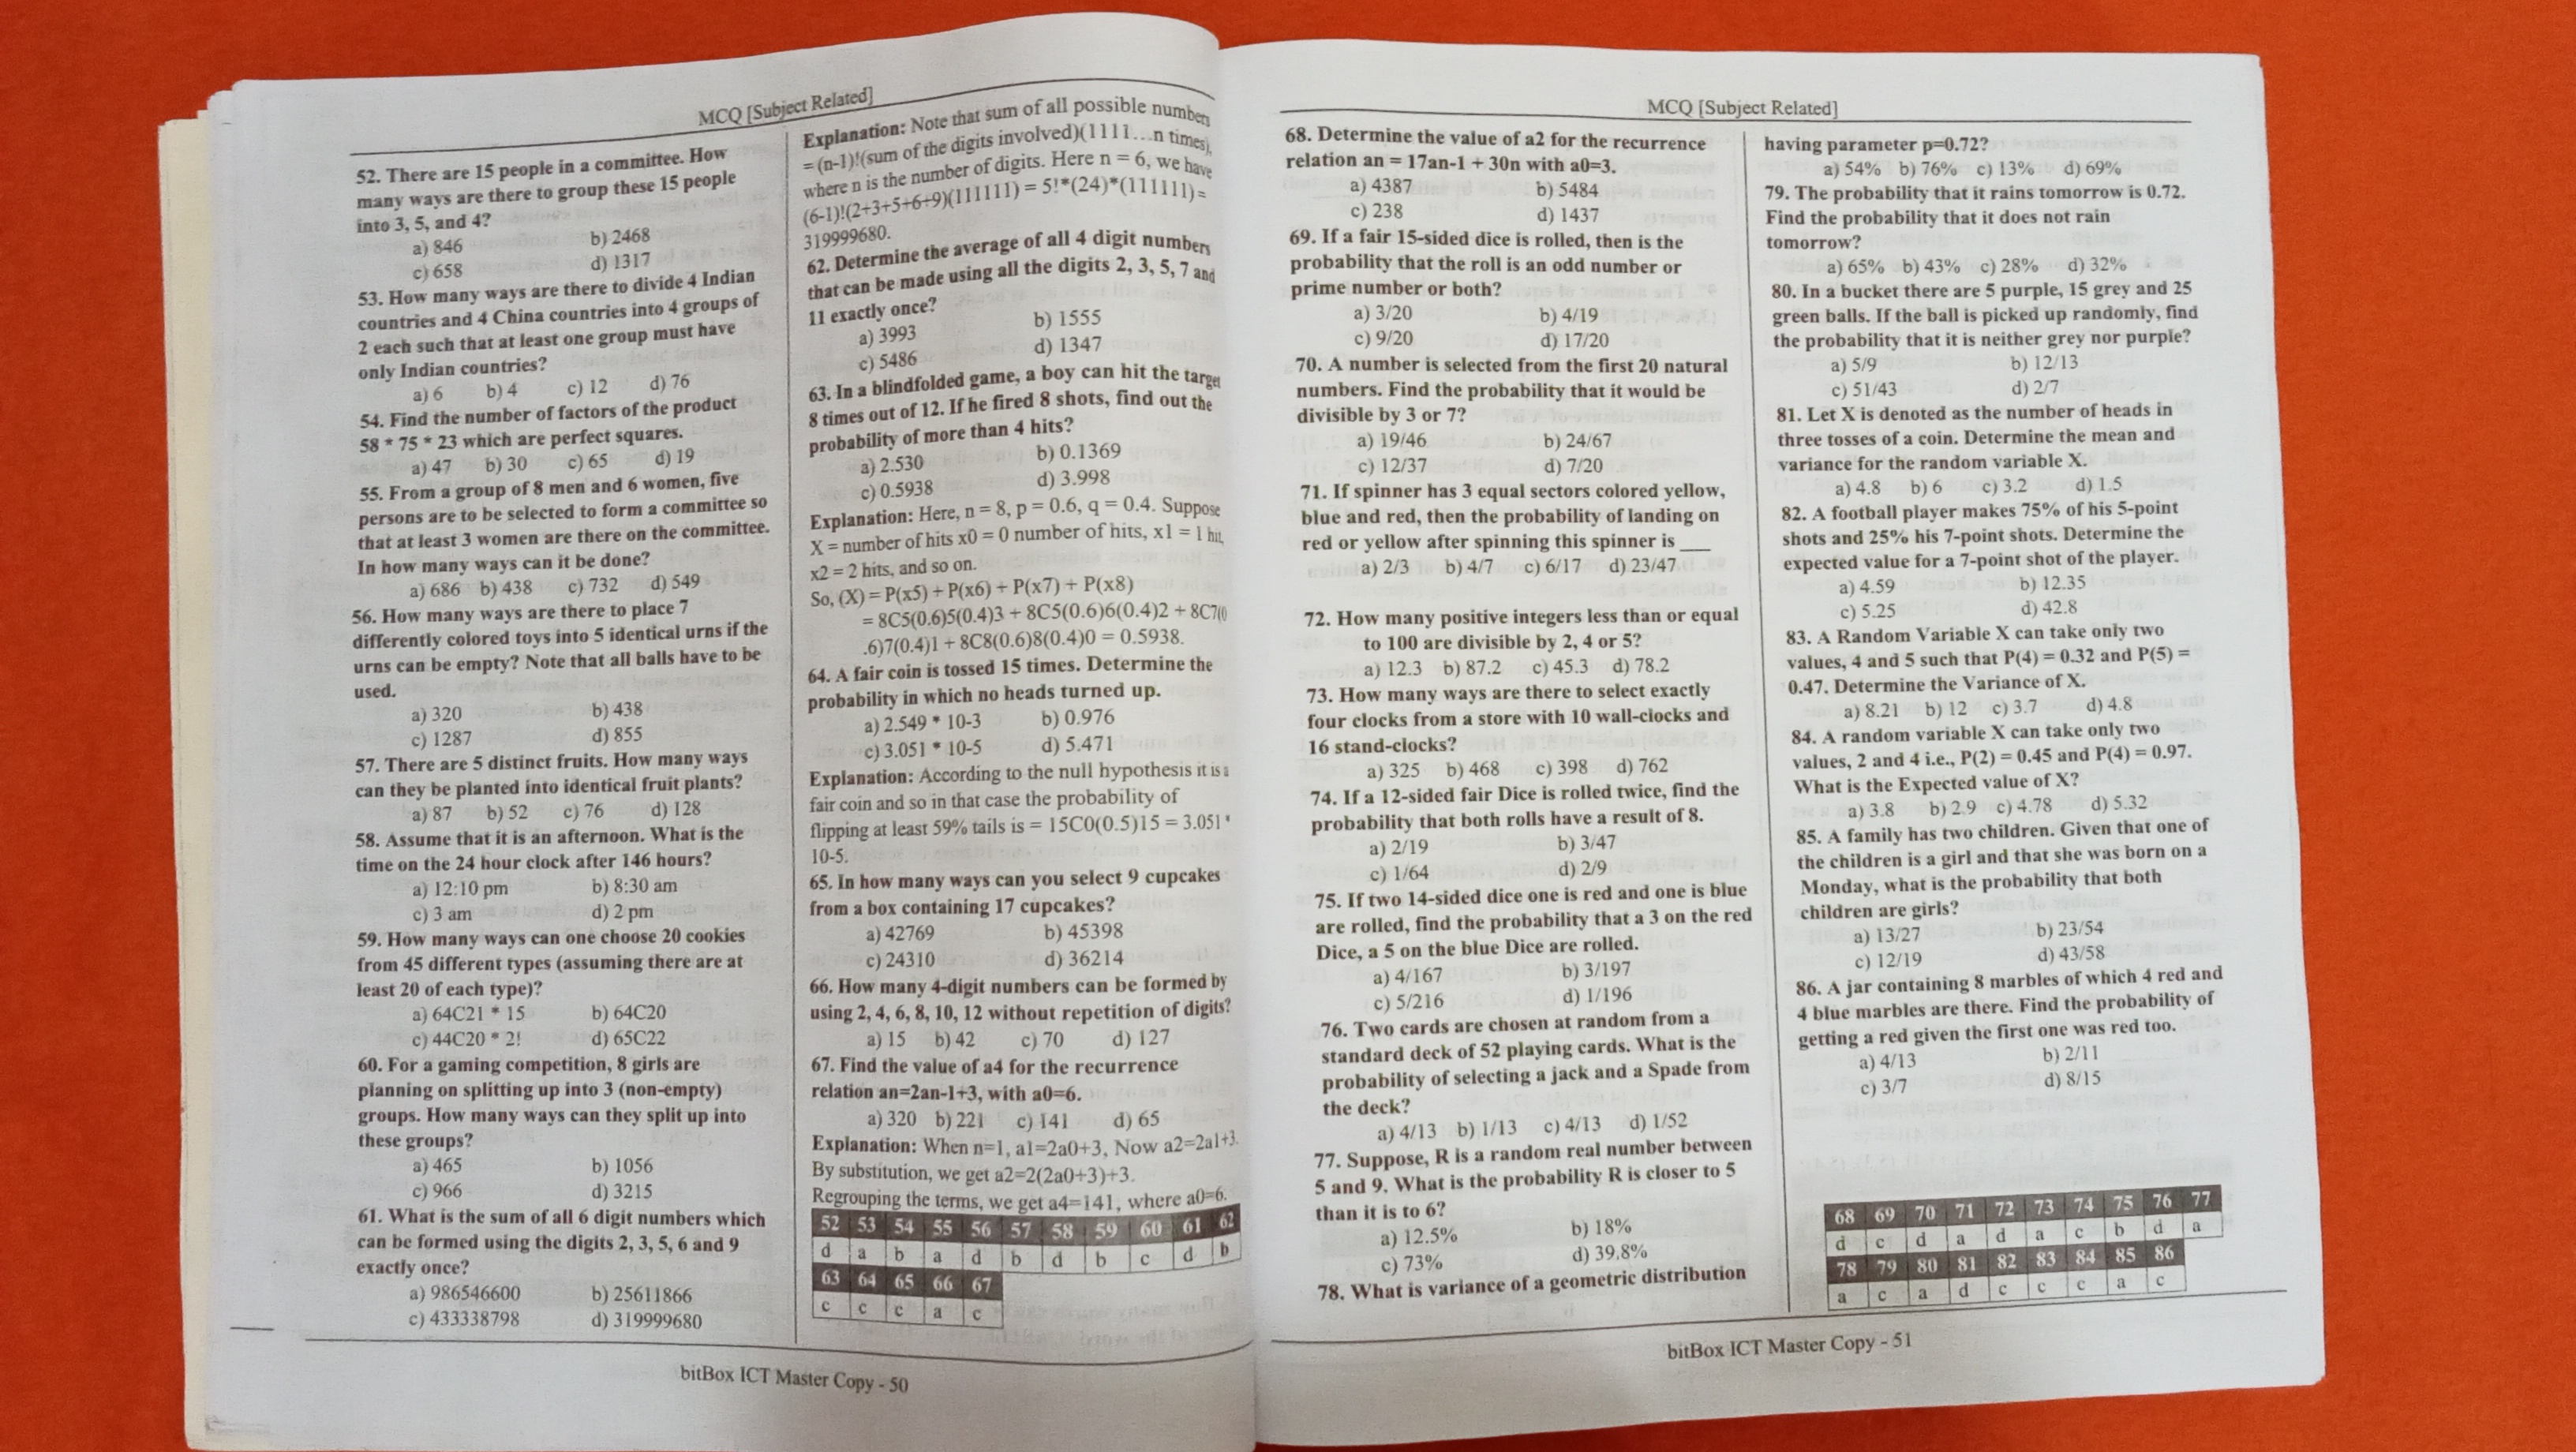 MCQ [Subject Related]
52. There are 15 people in a committee. How
many ways are there to group these 15 people
into 3, 5, and 4?
a) 846 b) 2468
c) 658 d) 1317
53. How many ways are there to divide 4 Indian
countries and 4 China countries into 4 groups of
2 each such that at least one group must have
only Indian countries?
a) 6 b) 4 c) 12 d) 76
54. Find the number of factors of the product
58 * 75 * 23 which are perfect squares.
a) 47 b) 30 c) 65 d) 19
55. From a group of 8 men and 6 women, five
persons are to be selected to form a committee so
that at least 3 women are there on the committee.
In how many ways can it be done?
a) 686 b) 438 c) 732 d) 549
56. How many ways are there to place 7
differently colored toys into 5 identical urns if the
urns can be empty? Note that all balls have to be
used.
a) 320 b) 438
c) 1287 d) 855
57. There are 5 distinct fruits. How many ways
can they be planted into identical fruit plants?
a) 87 b) 52 c) 76 d) 128
58. Assume that it is an afternoon. What is the
time on the 24 hour clock after 146 hours?
a) 12:10 pm b) 8:30 am
c) 3 am d) 2 pm
59. How many ways can one choose 20 cookies
from 45 different types (assuming there are at
least 20 of each type)?
a) 64C21 * 15 b) 64C20
c) 44C20 * 2! d) 65C22
60. For a gaming competition, 8 girls are
planning on splitting up into 3 (non-empty)
groups. How many ways can they split up into
these groups?
a) 465 b) 1056
c) 966 d) 3215
61. What is the sum of all 6 digit numbers which
can be formed using the digits 2, 3, 5, 6 and 9
exactly once?
a) 986546600 b) 25611866
c) 433338798 d) 319999680
Explanation: Note that sum of all possible numbers
= (n-1)!(sum of the digits involved)(1111…n times),
where n is the number of digits. Here n = 6, we have
(6-1)!(2+3+5+6+9)(111111) = 5!*(24)*(111111) =
319999680.
62. Determine the average of all 4 digit numbers
that can be made using all the digits 2, 3, 5, 7 and
11 exactly once?
a) 3993 b) 1555
c) 5486 d) 1347
63. In a blindfolded game, a boy can hit the target
8 times out of 12. If he fired 8 shots, find out the
probability of more than 4 hits?
a) 2.530 b) 0.1369
c) 0.5938 d) 3.998
Explanation: Here, n = 8, p = 0.6, q = 0.4. Suppose
X = number of hits x0 = 0 number of hits, x1 = 1 hit,
x2 = 2 hits, and so on.
So, (X) = P(x5) + P(x6) + P(x7) + P(x8)
= 8C5(0.6)5(0.4)3 + 8C5(0.6)6(0.4)2 + 8C7(0
.6)7(0.4)1 + 8C8(0.6)8(0.4)0 = 0.5938.
64. A fair coin is tossed 15 times. Determine the
probability in which no heads turned up.
a) 2.549 * 10-3 b) 0.976
c) 3.051 * 10-5 d) 5.471
Explanation: According to the null hypothesis it is a
fair coin and so in that case the probability of
flipping at least 59% tails is = 15C0(0.5)15 = 3.051 *
10-5.
65. In how many ways can you select 9 cupcakes
from a box containing 17 cupcakes?
a) 42769 b) 45398
c) 24310 d) 36214
66. How many 4-digit numbers can be formed by
using 2, 4, 6, 8, 10, 12 without repetition of digits?
a) 15 b) 42 c) 70 d) 127
67. Find the value of a4 for the recurrence
relation an=2an-1+3, with a0=6.
a) 320 b) 221 c) 141 d) 65
Explanation: When n=1, a1=2a0+3, Now a2=2a1+3.
By substitution, we get a2=2(2a0+3)+3.
Regrouping the terms, we get a4=141, where a0=6.
52 53 54 55 56 57 58 59 60 61 62
d a b a d b d b c d b
63 64 65 66 67
c c c a c
bitBox ICT Master Copy - 50
MCQ [Subject Related]
68. Determine the value of a2 for the recurrence
relation an = 17an-1 + 30n with a0=3.
a) 4387 b) 5484
c) 238 d) 1437
69. If a fair 15-sided dice is rolled, then is the
probability that the roll is an odd number or
prime number or both?
a) 3/20 b) 4/19
c) 9/20 d) 17/20
70. A number is selected from the first 20 natural
numbers. Find the probability that it would be
divisible by 3 or 7?
a) 19/46 b) 24/67
c) 12/37 d) 7/20
71. If spinner has 3 equal sectors colored yellow,
blue and red, then the probability of landing on
red or yellow after spinning this spinner is ___
a) 2/3 b) 4/7 c) 6/17 d) 23/47
72. How many positive integers less than or equal
to 100 are divisible by 2, 4 or 5?
a) 12.3 b) 87.2 c) 45.3 d) 78.2
73. How many ways are there to select exactly
four clocks from a store with 10 wall-clocks and
16 stand-clocks?
a) 325 b) 468 c) 398 d) 762
74. If a 12-sided fair Dice is rolled twice, find the
probability that both rolls have a result of 8.
a) 2/19 b) 3/47
c) 1/64 d) 2/9
75. If two 14-sided dice one is red and one is blue
are rolled, find the probability that a 3 on the red
Dice, a 5 on the blue Dice are rolled.
a) 4/167 b) 3/197
c) 5/216 d) 1/196
76. Two cards are chosen at random from a
standard deck of 52 playing cards. What is the
probability of selecting a jack and a Spade from
the deck?
a) 4/13 b) 1/13 c) 4/13 d) 1/52
77. Suppose, R is a random real number between
5 and 9. What is the probability R is closer to 5
than it is to 6?
a) 12.5% b) 18%
c) 73% d) 39.8%
78. What is variance of a geometric distribution
having parameter p=0.72?
a) 54% b) 76% c) 13% d) 69%
79. The probability that it rains tomorrow is 0.72.
Find the probability that it does not rain
tomorrow?
a) 65% b) 43% c) 28% d) 32%
80. In a bucket there are 5 purple, 15 grey and 25
green balls. If the ball is picked up randomly, find
the probability that it is neither grey nor purple?
a) 5/9 b) 12/13
c) 51/43 d) 2/7
81. Let X is denoted as the number of heads in
three tosses of a coin. Determine the mean and
variance for the random variable X.
a) 4.8 b) 6 c) 3.2 d) 1.5
82. A football player makes 75% of his 5-point
shots and 25% his 7-point shots. Determine the
expected value for a 7-point shot of the player.
a) 4.59 b) 12.35
c) 5.25 d) 42.8
83. A Random Variable X can take only two
values, 4 and 5 such that P(4) = 0.32 and P(5) =
0.47. Determine the Variance of X.
a) 8.21 b) 12 c) 3.7 d) 4.8
84. A random variable X can take only two
values, 2 and 4 i.e., P(2) = 0.45 and P(4) = 0.97.
What is the Expected value of X?
a) 3.8 b) 2.9 c) 4.78 d) 5.32
85. A family has two children. Given that one of
the children is a girl and that she was born on a
Monday, what is the probability that both
children are girls?
a) 13/27 b) 23/54
c) 12/19 d) 43/58
86. A jar containing 8 marbles of which 4 red and
4 blue marbles are there. Find the probability of
getting a red given the first one was red too.
a) 4/13 b) 2/11
c) 3/7 d) 8/15
68 69 70 71 72 73 74 75 76 77
d c d a d a c b d a
78 79 80 81 82 83 84 85 86
a c a d c c c a c
bitBox ICT Master Copy - 51